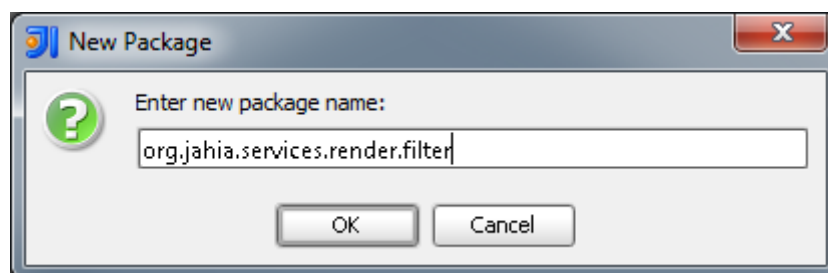 New Package
Enter new package name:
org.jahia.services.render.filter
OK
Cancel